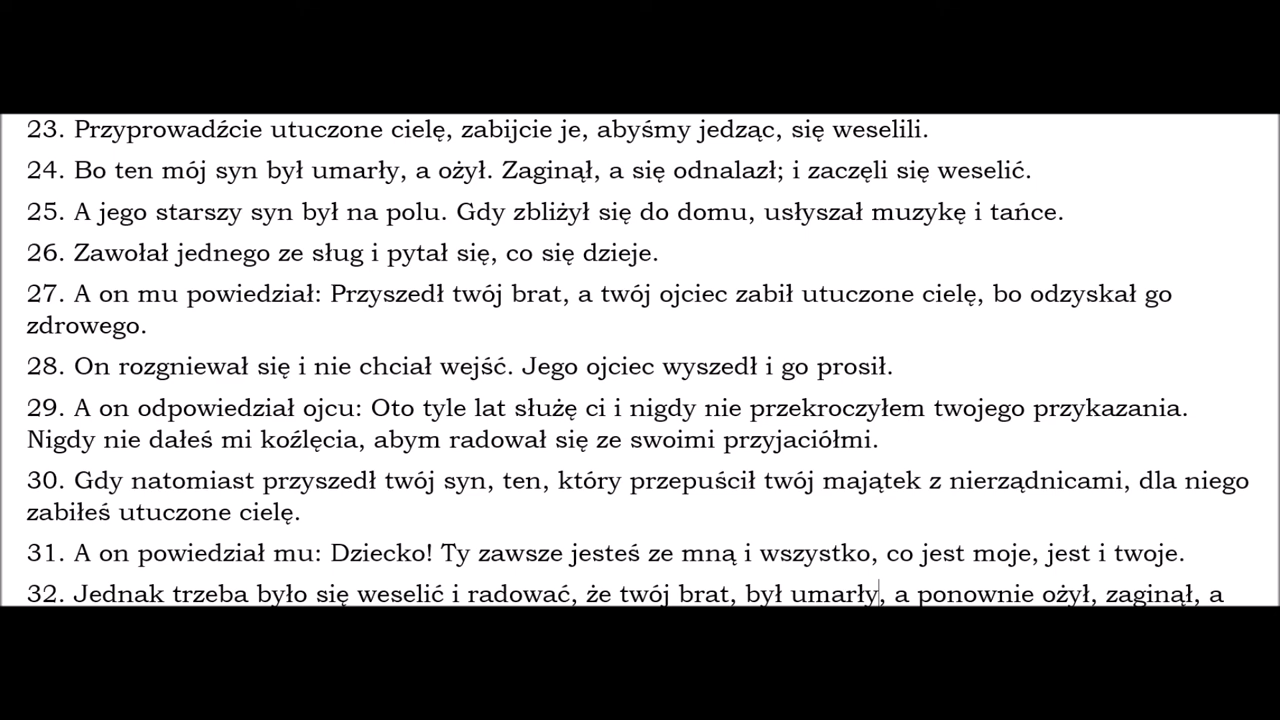 23. Przyprowadźcie utuczone cielę, zabijcie je, abyśmy jedząc, się weselili.
24. Bo ten mój syn był umarły, a ożył. Zaginął, a się odnalazł; i zaczęli się weselić.
25. A jego starszy syn był na polu. Gdy zbliżył się do domu, usłyszał muzykę i tańce.
26. Zawołał jednego ze sług i pytał się, co się dzieje.
27. A on mu powiedział: Przyszedł twój brat, a twój ojciec zabił utuczone cielę, bo odzyskał go
zdrowego.
28. On rozgniewał się i nie chciał wejść. Jego ojciec wyszedł i go prosił.
29. A on odpowiedział ojcu: Oto tyle lat służę ci i nigdy nie przekroczyłem twojego przykazania.
Nigdy nie dałeś mi koźlęcia, abym radował się ze swoimi przyjaciółmi.
30. Gdy natomiast przyszedł twój syn, ten, który przepuścił twój majątek z nierządnicami, dla niego
zabiłeś utuczone cielę.
31. A on powiedział mu: Dziecko! Ty zawsze jesteś ze mną i wszystko, co jest moje, jest i twoje.
32. Jednak trzeba było się weselić i radować, że twój brat, był umarły, a ponownie ożył, zaginął, a